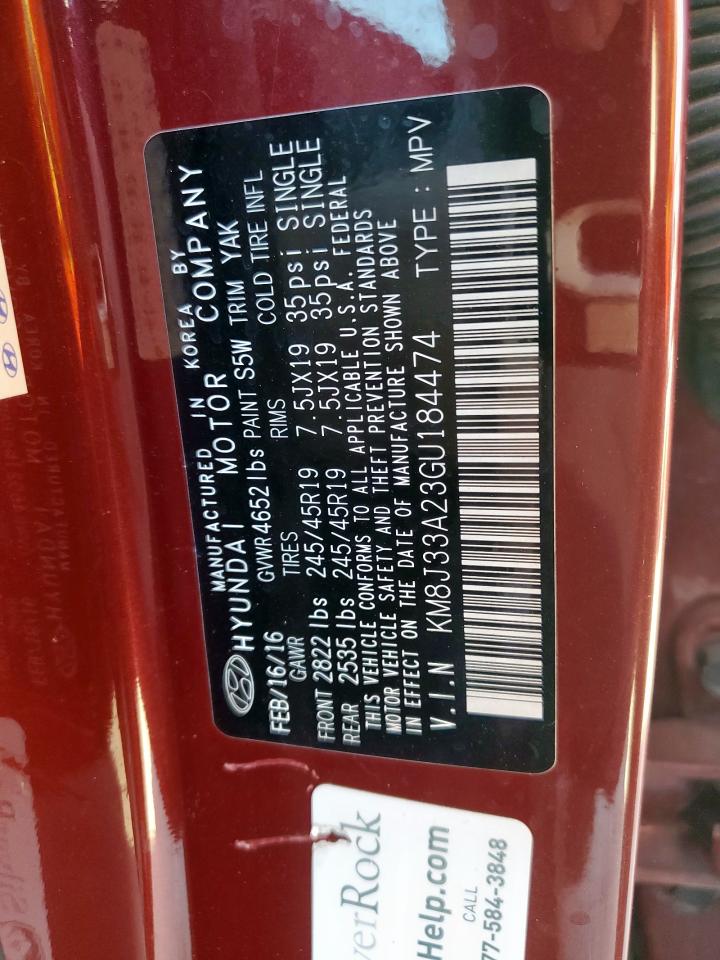 MANUFACTURED IN KOREA BY
HYUNDAI MOTOR COMPANY
FEB/16/16 GVWR 4652 lbs PAINT S5W TRIM YAK
GAWR TIRES RIMS COLD TIRE INFL
FRONT 2822 lbs 245/45R19 7.5JX19 35psi SINGLE
REAR 2535 lbs 245/45R19 7.5JX19 35psi SINGLE
THIS VEHICLE CONFORMS TO ALL APPLICABLE U.S.A. FEDERAL
MOTOR VEHICLE SAFETY AND THEFT PREVENTION STANDARDS
IN EFFECT ON THE DATE OF MANUFACTURE SHOWN ABOVE
V.I.N KM8J33A23GU184474 TYPE : MPV
verRock
Help.com
CALL
77-584-3848